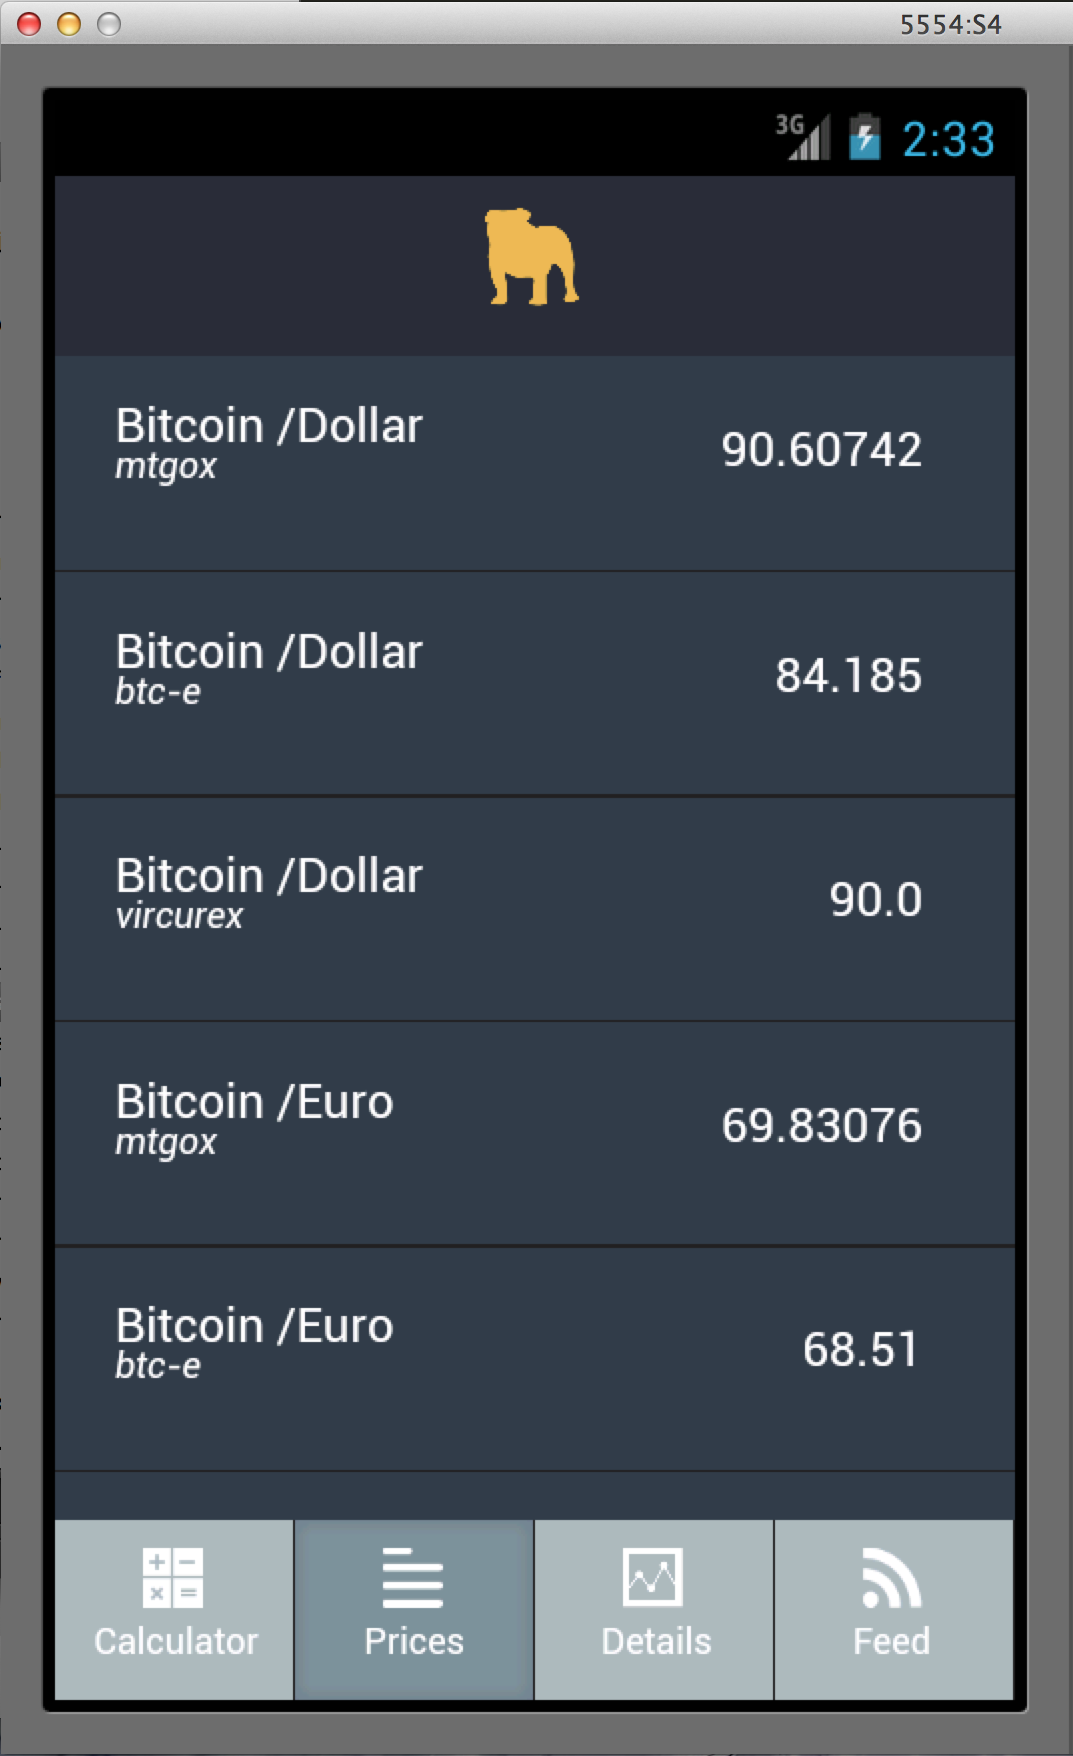 5554:S4
3G 2:33
Bitcoin /Dollar
mtgox
90.60742
Bitcoin /Dollar
btc-e
84.185
Bitcoin /Dollar
vircurex
90.0
Bitcoin /Euro
mtgox
69.83076
Bitcoin /Euro
btc-e
68.51
Calculator Prices Details Feed